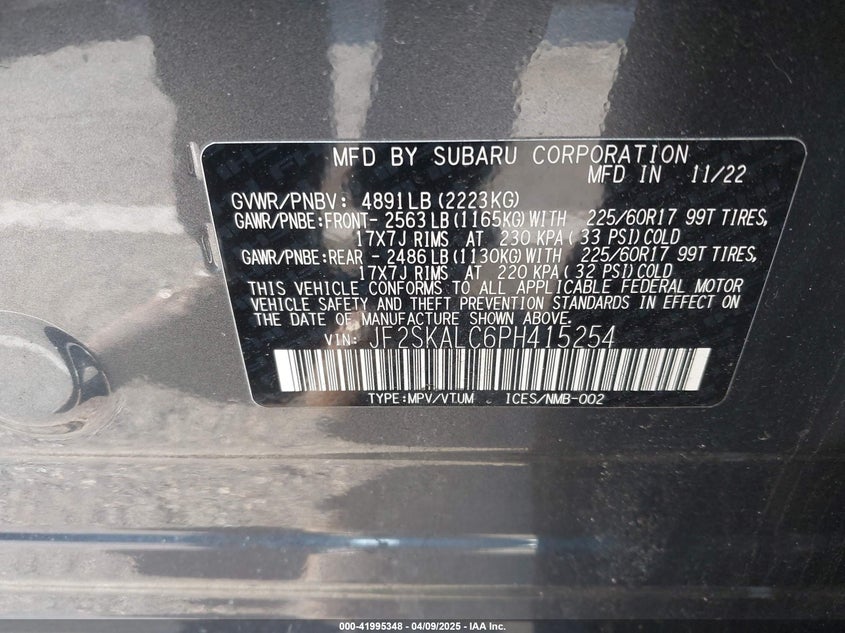 MFD BY SUBARU CORPORATION
MFD IN 11/22
GVWR/PNBV: 4891LB(2223KG)
GAWR/PNBE:FRONT- 2563LB(1165KG)WITH 225/60R17 99T TIRES,
17X7J RIMS AT 230 KPA( 33 PSI)COLD
GAWR/PNBE:REAR - 2486LB(1130KG)WITH 225/60R17 99T TIRES,
17X7J RIMS AT 220 KPA( 32 PSI)COLD
THIS VEHICLE CONFORMS TO ALL APPLICABLE FEDERAL MOTOR
VEHICLE SAFETY AND THEFT PREVENTION STANDARDS IN EFFECT ON
THE DATE OF MANUFACTURE SHOWN ABOVE.
VIN: JF2SKALC6PH415254
TYPE:MPV/VTUM ICES/NMB-002
000-41995348 - 04/09/2025 - IAA Inc.